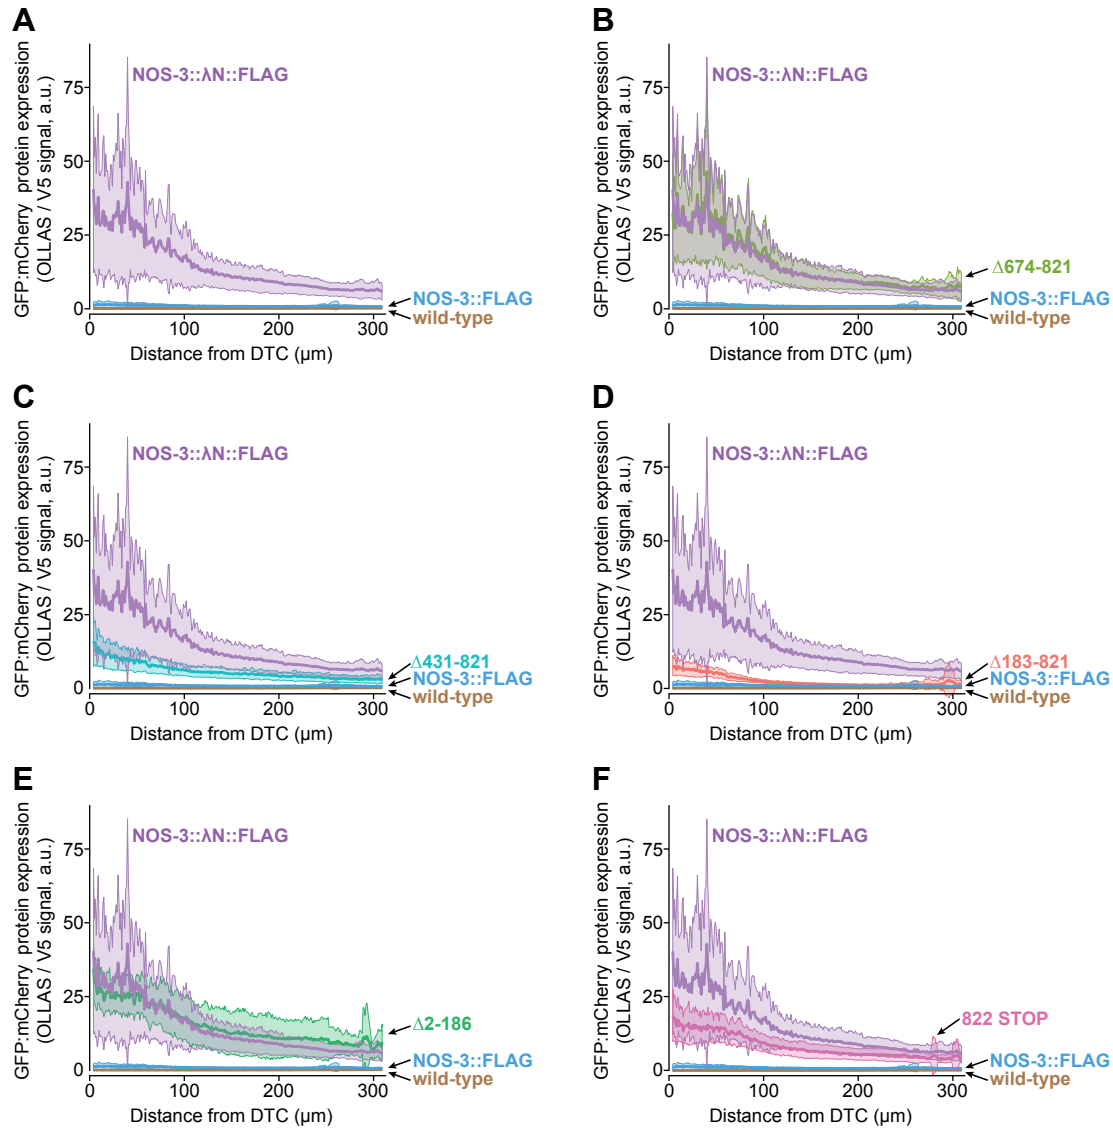 A
GFP:mCherry protein expression
(OLLAS / V5 signal, a.u.)
75
50
25
0
NOS-3::λN::FLAG
NOS-3::FLAG
wild-type
0 100 200 300
Distance from DTC (µm)
B
GFP:mCherry protein expression
(OLLAS / V5 signal, a.u.)
75
50
25
0
NOS-3::λN::FLAG
Δ674-821
NOS-3::FLAG
wild-type
0 100 200 300
Distance from DTC (µm)
C
GFP:mCherry protein expression
(OLLAS / V5 signal, a.u.)
75
50
25
0
NOS-3::λN::FLAG
Δ431-821
NOS-3::FLAG
wild-type
0 100 200 300
Distance from DTC (µm)
D
GFP:mCherry protein expression
(OLLAS / V5 signal, a.u.)
75
50
25
0
NOS-3::λN::FLAG
Δ183-821
NOS-3::FLAG
wild-type
0 100 200 300
Distance from DTC (µm)
E
GFP:mCherry protein expression
(OLLAS / V5 signal, a.u.)
75
50
25
0
NOS-3::λN::FLAG
Δ2-186
NOS-3::FLAG
wild-type
0 100 200 300
Distance from DTC (µm)
F
GFP:mCherry protein expression
(OLLAS / V5 signal, a.u.)
75
50
25
0
NOS-3::λN::FLAG
822 STOP
NOS-3::FLAG
wild-type
0 100 200 300
Distance from DTC (µm)